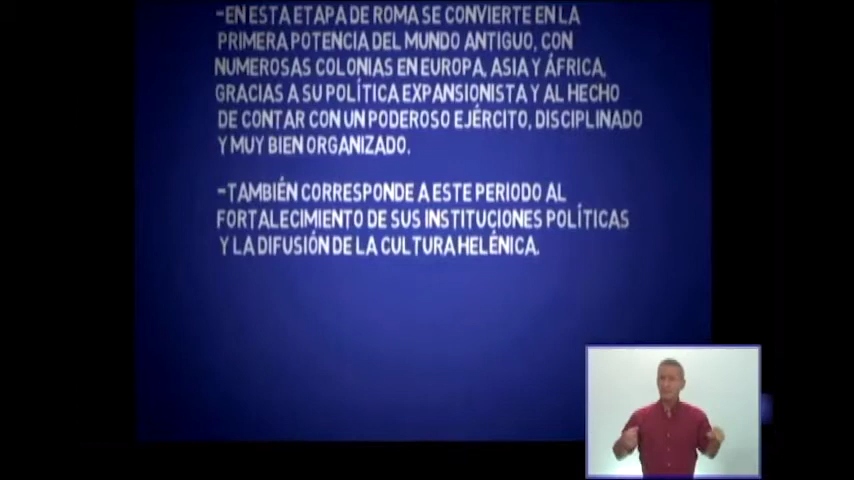 -EN ESTA ETAPA DE ROMA SE CONVIERTE EN LA
PRIMERA POTENCIA DEL MUNDO ANTIGUO, CON
NUMEROSAS COLONIAS EN EUROPA, ASIA Y ÁFRICA,
GRACIAS A SU POLÍTICA EXPANSIONISTA Y AL HECHO
DE CONTAR CON UN PODEROSO EJÉRCITO, DISCIPLINADO
Y MUY BIEN ORGANIZADO.
-TAMBIÉN CORRESPONDE A ESTE PERIODO AL
FORTALECIMIENTO DE SUS INSTITUCIONES POLÍTICAS
Y LA DIFUSIÓN DE LA CULTURA HELÉNICA.